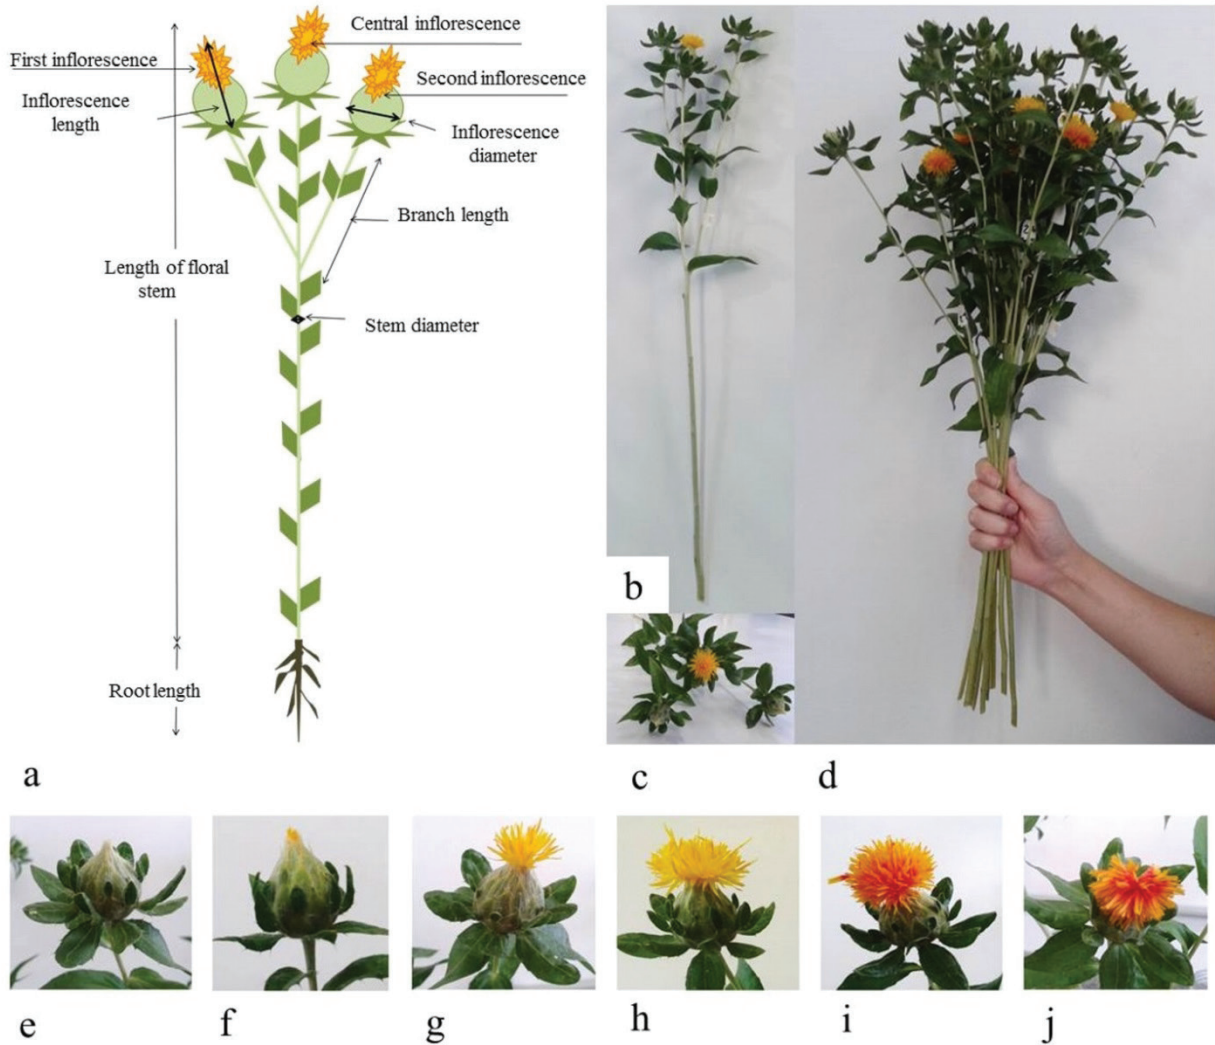 Central inflorescence
First inflorescence
Second inflorescence
Inflorescence
length
Inflorescence
diameter
Branch length
Length of floral
stem
Stem diameter
Root length
a
b
c
d
e
f
g
h
i
j